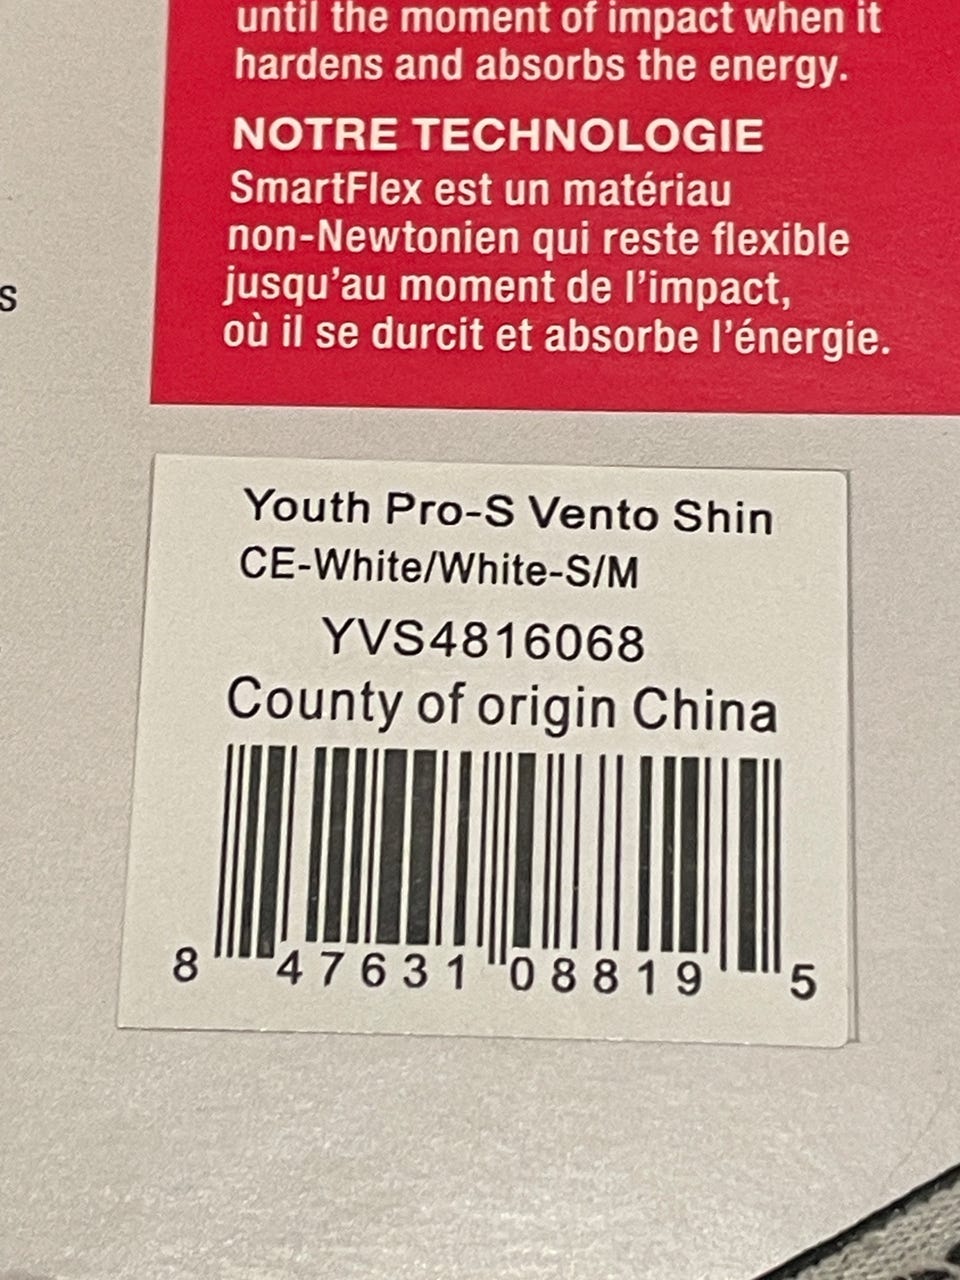 until the moment of impact when it
hardens and absorbs the energy.
NOTRE TECHNOLOGIE
SmartFlex est un matériau
non-Newtonien qui reste flexible
jusqu'au moment de l'impact,
où il se durcit et absorbe l'énergie.
s
Youth Pro-S Vento Shin
CE-White/White-S/M
YVS4816068
County of origin China
8 47631 08819 5